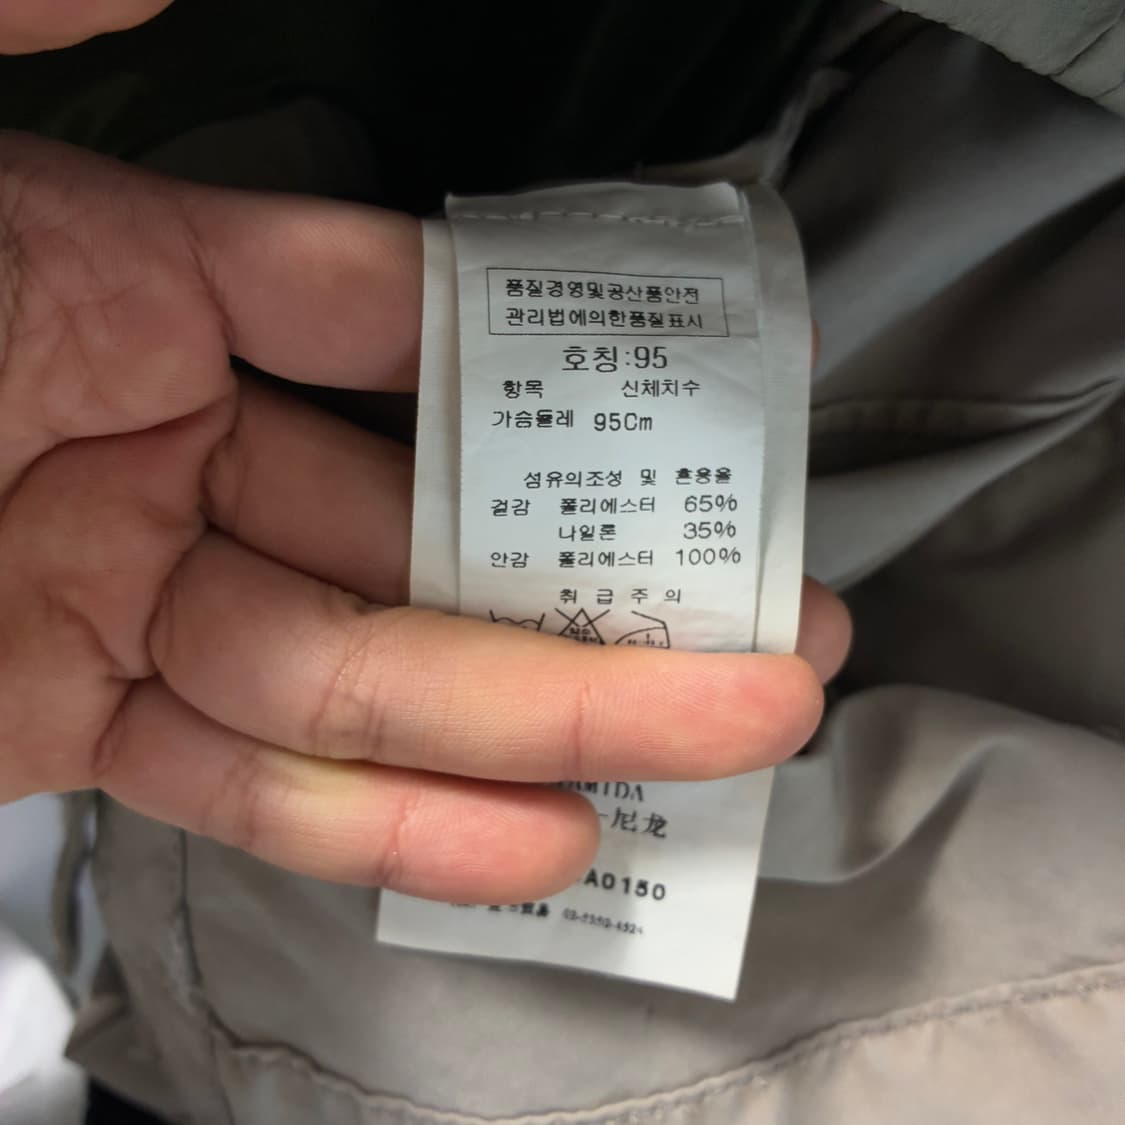 품질경영및공산품안전
관리법에의한품질표시
호칭:95
항목 신체치수
가슴둘레 95Cm
섬유의조성 및 혼용율
겉감 폴리에스터 65%
나일론 35%
안감 폴리에스터 100%
취 급 주 의
尼龙
A0150